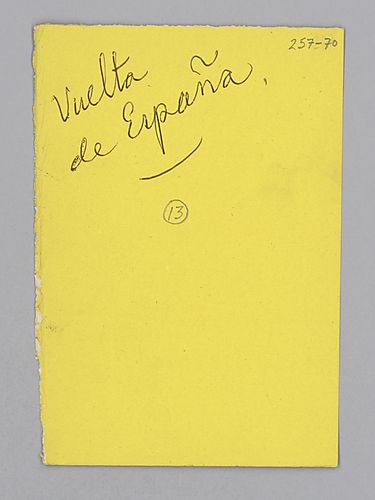 257-70
Vuelta
de España.
13